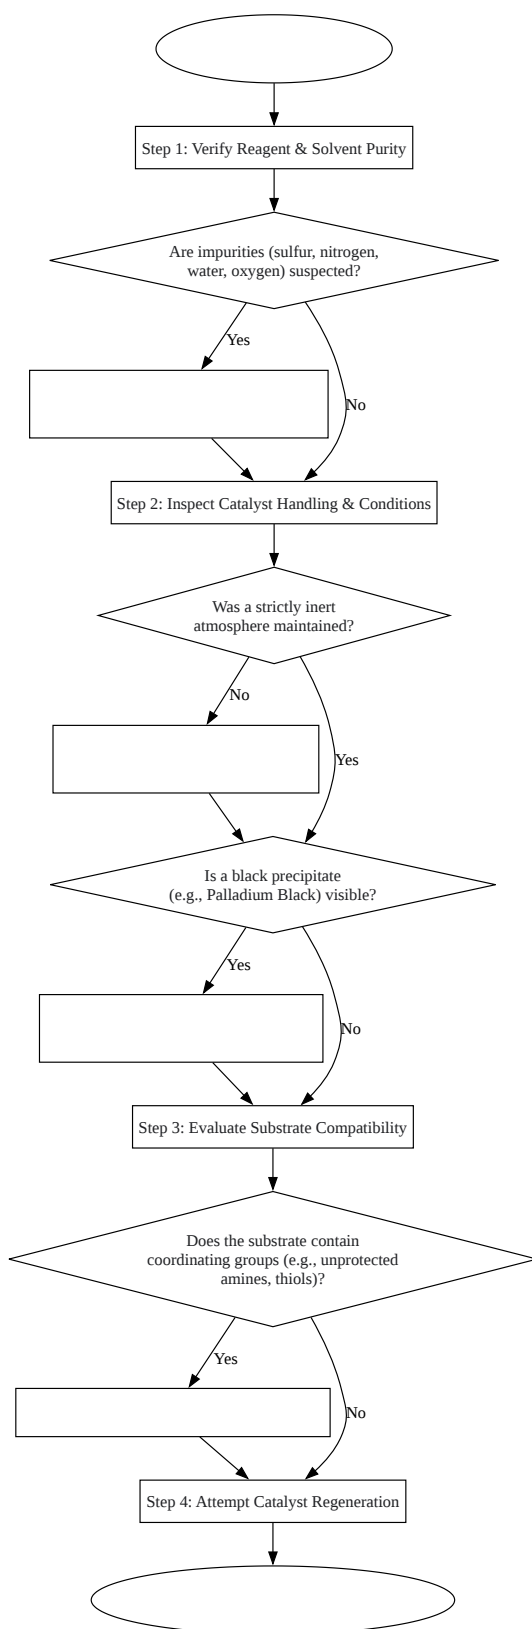 Step 1: Verify Reagent & Solvent Purity
Are impurities (sulfur, nitrogen,
water, oxygen) suspected?
Yes
No
Step 2: Inspect Catalyst Handling & Conditions
Was a strictly inert
atmosphere maintained?
No
Yes
Is a black precipitate
(e.g., Palladium Black) visible?
Yes
No
Step 3: Evaluate Substrate Compatibility
Does the substrate contain
coordinating groups (e.g., unprotected
amines, thiols)?
Yes
No
Step 4: Attempt Catalyst Regeneration